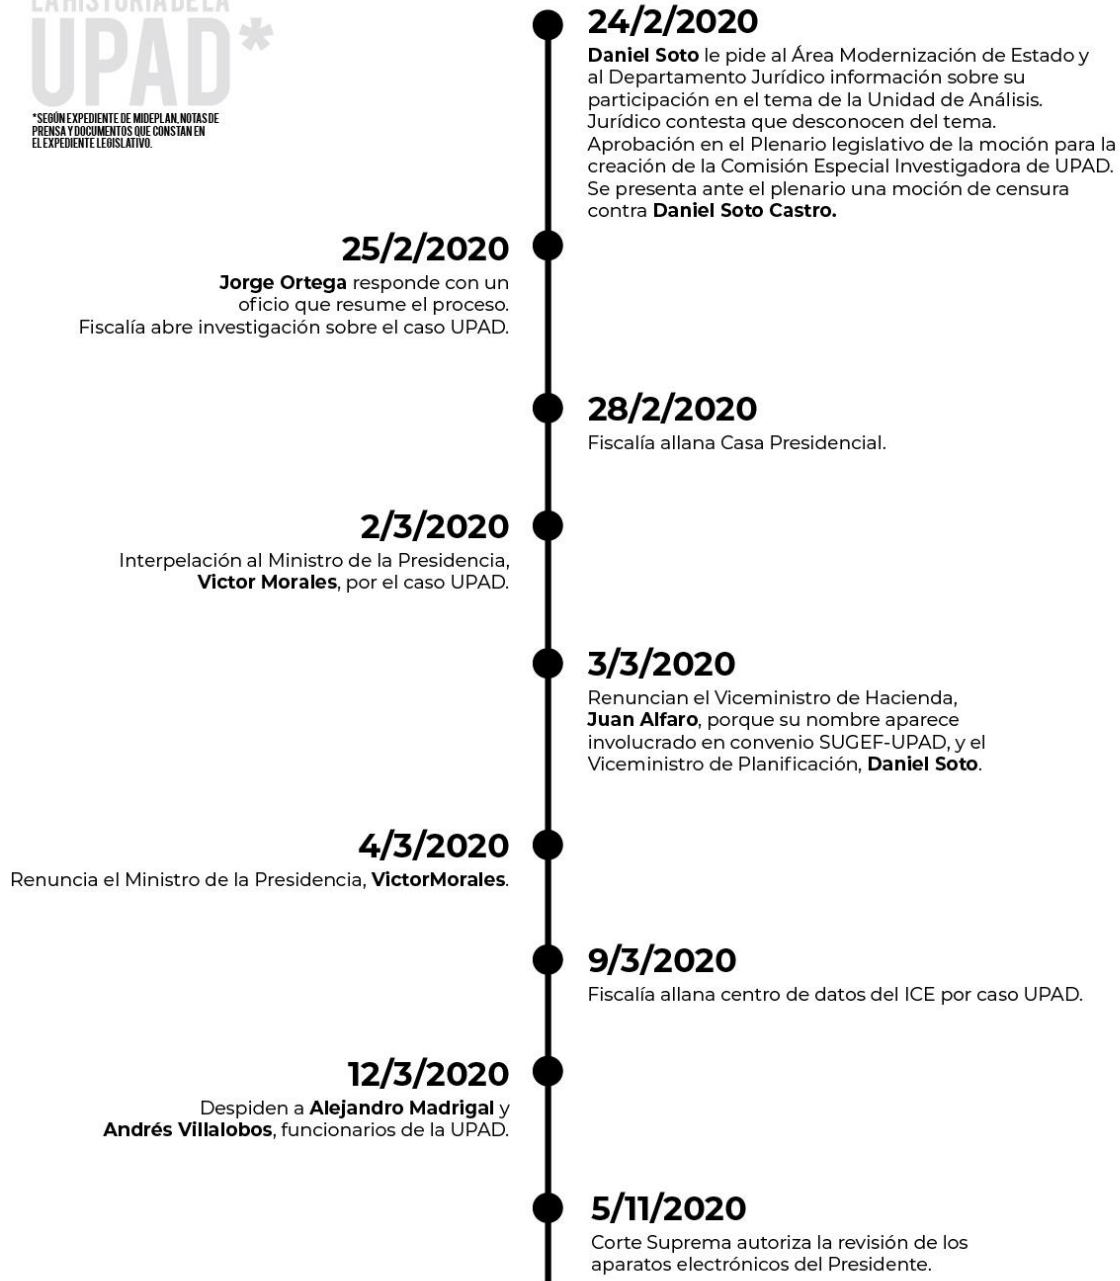 LA HISTORIA DE LA
UPAD*
*SEGÚN EXPEDIENTE DE MIDEPLAN, NOTAS DE
PRENSA Y DOCUMENTOS QUE CONSTAN EN
EL EXPEDIENTE LEGISLATIVO.
24/2/2020
Daniel Soto le pide al Área Modernización de Estado y
al Departamento Jurídico información sobre su
participación en el tema de la Unidad de Análisis.
Jurídico contesta que desconocen del tema.
Aprobación en el Plenario legislativo de la moción para la
creación de la Comisión Especial Investigadora de UPAD.
Se presenta ante el plenario una moción de censura
contra Daniel Soto Castro.
25/2/2020
Jorge Ortega responde con un
oficio que resume el proceso.
Fiscalía abre investigación sobre el caso UPAD.
28/2/2020
Fiscalía allana Casa Presidencial.
2/3/2020
Interpelación al Ministro de la Presidencia,
Victor Morales, por el caso UPAD.
3/3/2020
Renuncian el Viceministro de Hacienda,
Juan Alfaro, porque su nombre aparece
involucrado en convenio SUGEF-UPAD, y el
Viceministro de Planificación, Daniel Soto.
4/3/2020
Renuncia el Ministro de la Presidencia, VictorMorales.
9/3/2020
Fiscalía allana centro de datos del ICE por caso UPAD.
12/3/2020
Despiden a Alejandro Madrigal y
Andrés Villalobos, funcionarios de la UPAD.
5/11/2020
Corte Suprema autoriza la revisión de los
aparatos electrónicos del Presidente.